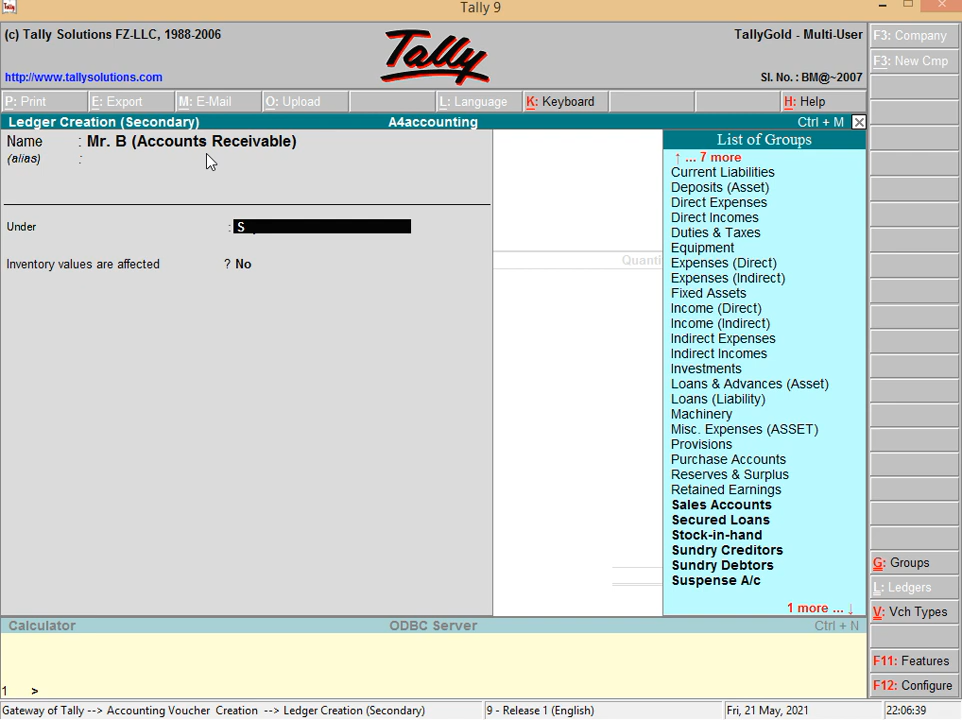 Tally 9
(c) Tally Solutions FZ-LLC, 1988-2006
Tally
TallyGold - Multi-User
http://www.tallysolutions.com
Sl. No. : BM@~2007
F3: Company
F3: New Cmp
P: Print
E: Export
M: E-Mail
O: Upload
L: Language
K: Keyboard
H: Help
Ledger Creation (Secondary)
A4accounting
Ctrl + M
Name : Mr. B (Accounts Receivable)
(alias) :
Under : S
Inventory values are affected ? No
Quanti
List of Groups
↑ ... 7 more
Current Liabilities
Deposits (Asset)
Direct Expenses
Direct Incomes
Duties & Taxes
Equipment
Expenses (Direct)
Expenses (Indirect)
Fixed Assets
Income (Direct)
Income (Indirect)
Indirect Expenses
Indirect Incomes
Investments
Loans & Advances (Asset)
Loans (Liability)
Machinery
Misc. Expenses (ASSET)
Provisions
Purchase Accounts
Reserves & Surplus
Retained Earnings
Sales Accounts
Secured Loans
Stock-in-hand
Sundry Creditors
Sundry Debtors
Suspense A/c
1 more ... ↓
G: Groups
L: Ledgers
V: Vch Types
F11: Features
F12: Configure
Calculator
ODBC Server
Ctrl + N
1 >
Gateway of Tally --> Accounting Voucher Creation --> Ledger Creation (Secondary)
9 - Release 1 (English)
Fri, 21 May, 2021
22:06:39